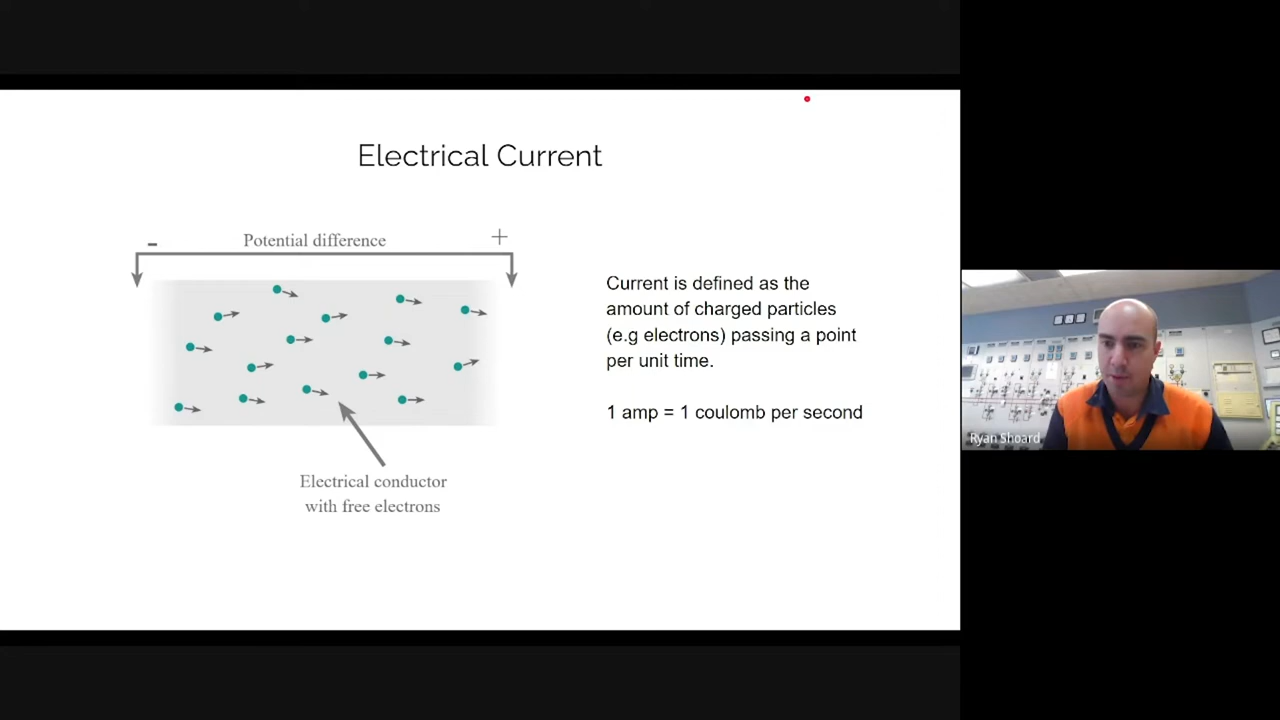 Electrical Current
- Potential difference +
Current is defined as the
amount of charged particles
(e.g electrons) passing a point
per unit time.
1 amp = 1 coulomb per second
Electrical conductor
with free electrons
Ryan Shoard